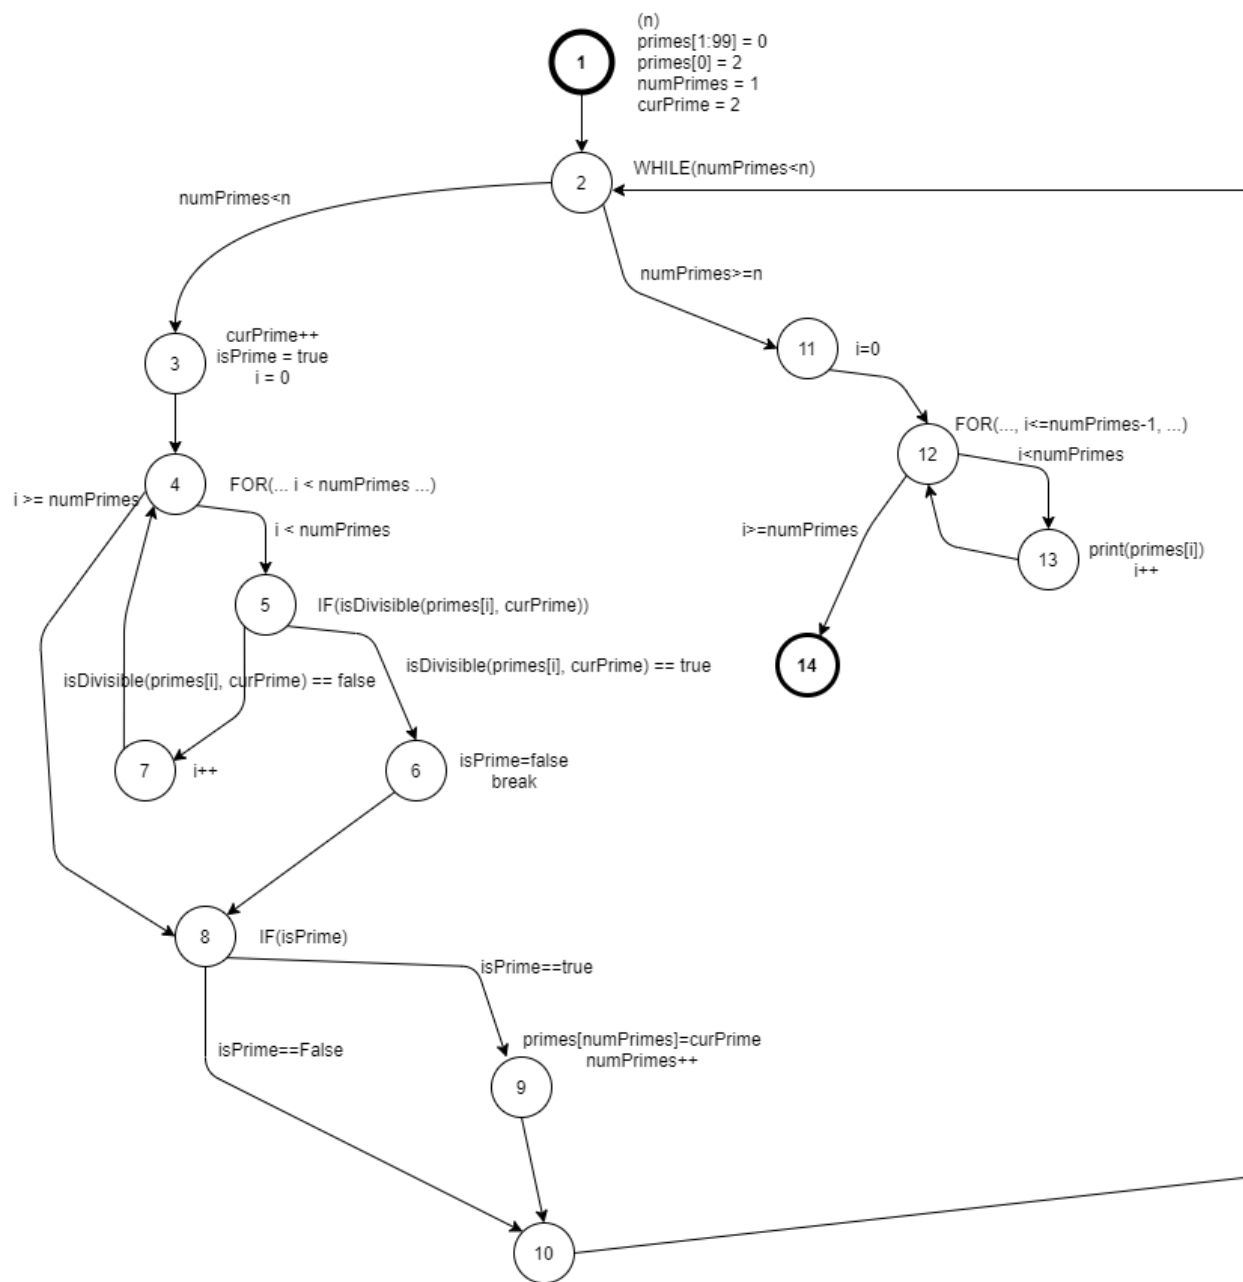 (n)
primes[1:99] = 0
primes[0] = 2
numPrimes = 1
curPrime = 2
1
2
WHILE(numPrimes<n)
numPrimes<n
numPrimes>=n
3
curPrime++
isPrime = true
i = 0
11
i=0
FOR(..., i<=numPrimes-1, ...)
12
i<numPrimes
4
FOR(... i < numPrimes ...)
i >= numPrimes
i < numPrimes
i>=numPrimes
13
print(primes[i])
i++
5
IF(isDivisible(primes[i], curPrime))
isDivisible(primes[i], curPrime) == true
14
isDivisible(primes[i], curPrime) == false
7
i++
6
isPrime=false
break
8
IF(isPrime)
isPrime==true
isPrime==False
primes[numPrimes]=curPrime
numPrimes++
9
10